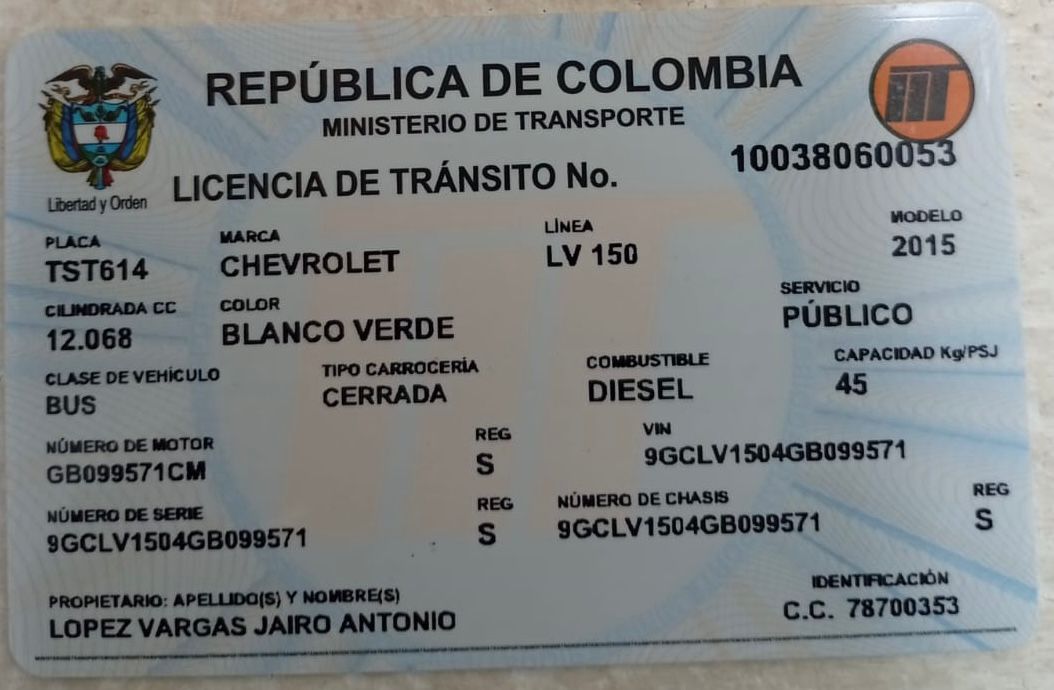 REPÚBLICA DE COLOMBIA
MINISTERIO DE TRANSPORTE
Libertad y Orden
LICENCIA DE TRÁNSITO No. 10038060053
PLACA MARCA LÍNEA MODELO
TST614 CHEVROLET LV 150 2015
CILINDRADA CC COLOR SERVICIO
12.068 BLANCO VERDE PÚBLICO
CLASE DE VEHÍCULO TIPO CARROCERÍA COMBUSTIBLE CAPACIDAD Kg/PSJ
BUS CERRADA DIESEL 45
NÚMERO DE MOTOR REG VIN
GB099571CM S 9GCLV1504GB099571
NÚMERO DE SERIE REG NÚMERO DE CHASIS REG
9GCLV1504GB099571 S 9GCLV1504GB099571 S
PROPIETARIO: APELLIDO(S) Y NOMBRE(S) IDENTIFICACIÓN
LOPEZ VARGAS JAIRO ANTONIO C.C. 78700353